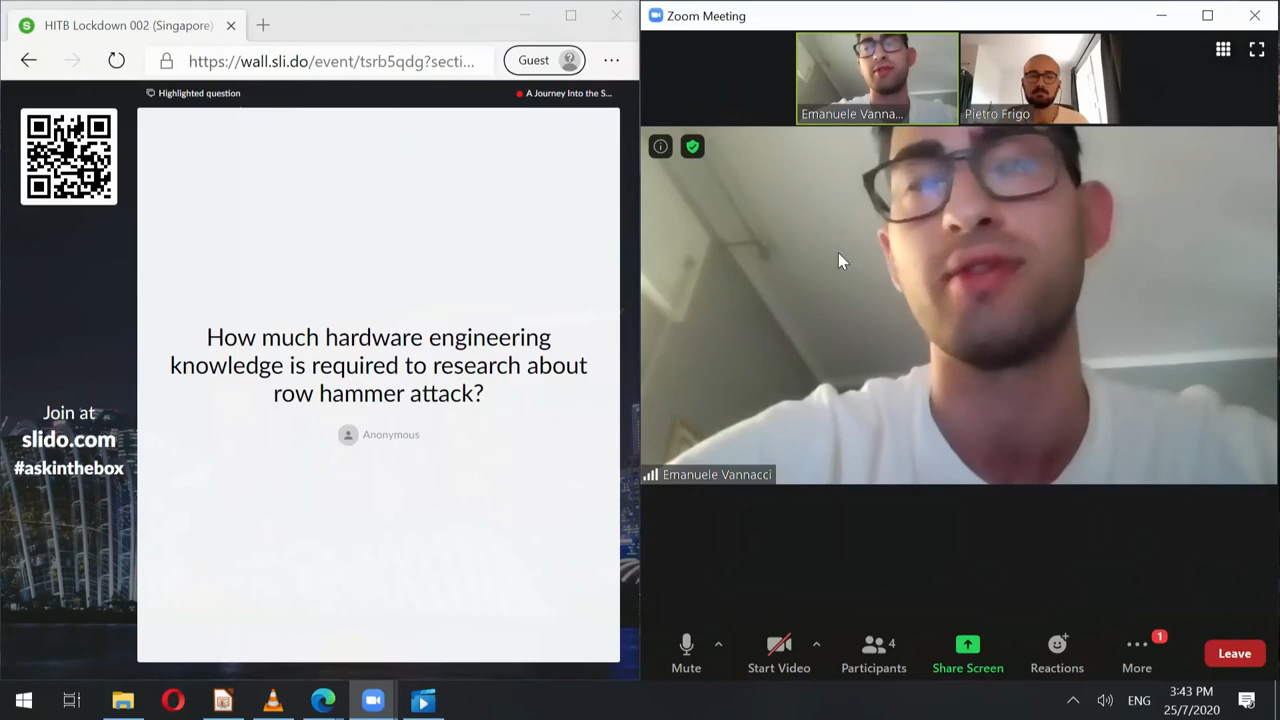 HITB Lockdown 002 (Singapore)
https://wall.sli.do/event/tsrb5qdg?secti...
Guest
Highlighted question
A Journey Into the S...
How much hardware engineering
knowledge is required to research about
row hammer attack?
Anonymous
Join at
slido.com
#askinthebox
Zoom Meeting
Emanuele Vanna...
Pietro Frigo
Emanuele Vannacci
4
1
Mute
Start Video
Participants
Share Screen
Reactions
More
Leave
ENG
3:43 PM
25/7/2020